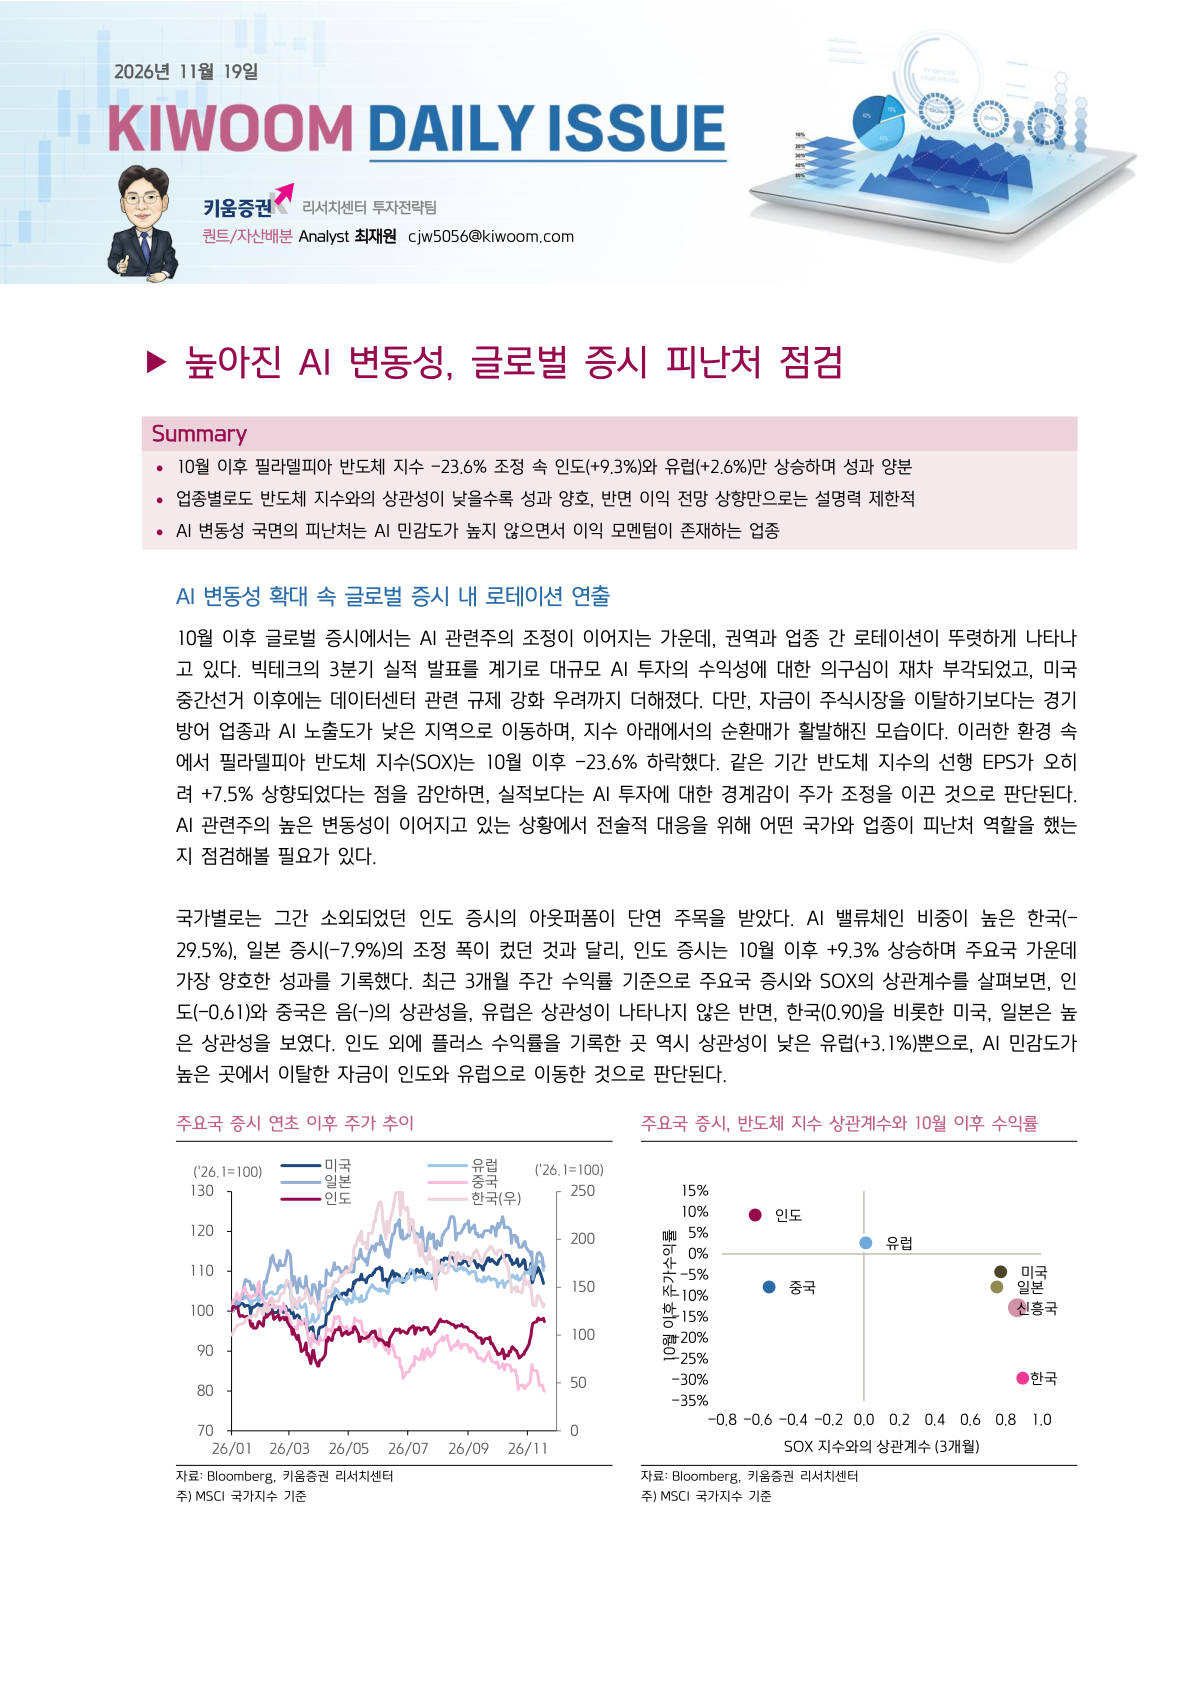 2026년 11월 19일
KIWOOM DAILY ISSUE
키움증권 리서치센터 투자전략팀
퀀트/자산배분 Analyst 최재원 cjw5056@kiwoom.com
▶ 높아진 AI 변동성, 글로벌 증시 피난처 점검
Summary
• 10월 이후 필라델피아 반도체 지수 -23.6% 조정 속 인도(+9.3%)와 유럽(+2.6%)만 상승하며 성과 양분
• 업종별로도 반도체 지수와의 상관성이 낮을수록 성과 양호, 반면 이익 전망 상향만으로는 설명력 제한적
• AI 변동성 국면의 피난처는 AI 민감도가 높지 않으면서 이익 모멘텀이 존재하는 업종
AI 변동성 확대 속 글로벌 증시 내 로테이션 연출
10월 이후 글로벌 증시에서는 AI 관련주의 조정이 이어지는 가운데, 권역과 업종 간 로테이션이 뚜렷하게 나타나
고 있다. 빅테크의 3분기 실적 발표를 계기로 대규모 AI 투자의 수익성에 대한 의구심이 재차 부각되었고, 미국
중간선거 이후에는 데이터센터 관련 규제 강화 우려까지 더해졌다. 다만, 자금이 주식시장을 이탈하기보다는 경기
방어 업종과 AI 노출도가 낮은 지역으로 이동하며, 지수 아래에서의 순환매가 활발해진 모습이다. 이러한 환경 속
에서 필라델피아 반도체 지수(SOX)는 10월 이후 -23.6% 하락했다. 같은 기간 반도체 지수의 선행 EPS가 오히
려 +7.5% 상향되었다는 점을 감안하면, 실적보다는 AI 투자에 대한 경계감이 주가 조정을 이끈 것으로 판단된다.
AI 관련주의 높은 변동성이 이어지고 있는 상황에서 전술적 대응을 위해 어떤 국가와 업종이 피난처 역할을 했는
지 점검해볼 필요가 있다.
국가별로는 그간 소외되었던 인도 증시의 아웃퍼폼이 단연 주목을 받았다. AI 밸류체인 비중이 높은 한국(-
29.5%), 일본 증시(-7.9%)의 조정 폭이 컸던 것과 달리, 인도 증시는 10월 이후 +9.3% 상승하며 주요국 가운데
가장 양호한 성과를 기록했다. 최근 3개월 주간 수익률 기준으로 주요국 증시와 SOX의 상관계수를 살펴보면, 인
도(-0.61)와 중국은 음(-)의 상관성을, 유럽은 상관성이 나타나지 않은 반면, 한국(0.90)을 비롯한 미국, 일본은 높
은 상관성을 보였다. 인도 외에 플러스 수익률을 기록한 곳 역시 상관성이 낮은 유럽(+3.1%)뿐으로, AI 민감도가
높은 곳에서 이탈한 자금이 인도와 유럽으로 이동한 것으로 판단된다.
주요국 증시 연초 이후 주가 추이
('26.1=100)
미국
유럽
('26.1=100)
일본
중국
인도
한국(우)
130
120
110
100
90
80
70
250
200
150
100
50
0
26/01 26/03 26/05 26/07 26/09 26/11
자료: Bloomberg, 키움증권 리서치센터
주) MSCI 국가지수 기준
주요국 증시, 반도체 지수 상관계수와 10월 이후 수익률
10월 이후 주가수익률
15%
10%
5%
0%
-5%
-10%
-15%
-20%
-25%
-30%
-35%
인도
유럽
중국
미국
일본
신흥국
한국
-0.8 -0.6 -0.4 -0.2 0.0 0.2 0.4 0.6 0.8 1.0
SOX 지수와의 상관계수 (3개월)
자료: Bloomberg, 키움증권 리서치센터
주) MSCI 국가지수 기준